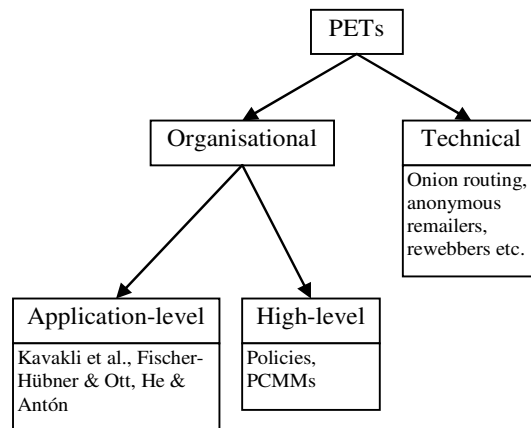 PETs
Organisational
Technical
Onion routing,
anonymous
remailers,
rewebbers etc.
Application-level
Kavakli et al., Fischer-
Hübner & Ott, He &
Antón
High-level
Policies,
PCMMs